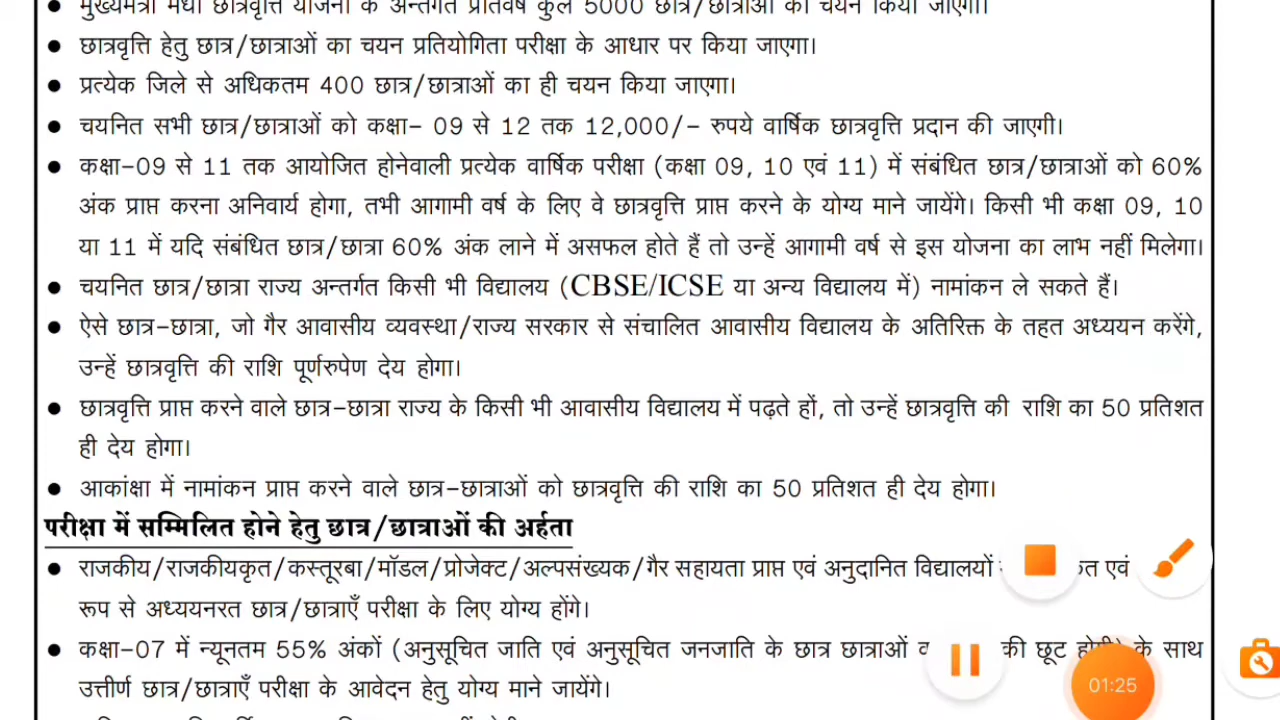 मुख्यमंत्री मेधा छात्रवृत्ति योजना के अन्तर्गत प्रतिवर्ष कुल 5000 छात्र/छात्राओं का चयन किया जाएगा।
● छात्रवृत्ति हेतु छात्र/छात्राओं का चयन प्रतियोगिता परीक्षा के आधार पर किया जाएगा।
● प्रत्येक जिले से अधिकतम 400 छात्र/छात्राओं का ही चयन किया जाएगा।
● चयनित सभी छात्र/छात्राओं को कक्षा- 09 से 12 तक 12,000/- रुपये वार्षिक छात्रवृत्ति प्रदान की जाएगी।
● कक्षा-09 से 11 तक आयोजित होनेवाली प्रत्येक वार्षिक परीक्षा (कक्षा 09, 10 एवं 11) में संबंधित छात्र/छात्राओं को 60%
अंक प्राप्त करना अनिवार्य होगा, तभी आगामी वर्ष के लिए वे छात्रवृत्ति प्राप्त करने के योग्य माने जायेंगे। किसी भी कक्षा 09, 10
या 11 में यदि संबंधित छात्र/छात्रा 60% अंक लाने में असफल होते हैं तो उन्हें आगामी वर्ष से इस योजना का लाभ नहीं मिलेगा।
● चयनित छात्र/छात्रा राज्य अन्तर्गत किसी भी विद्यालय (CBSE/ICSE या अन्य विद्यालय में) नामांकन ले सकते हैं।
● ऐसे छात्र-छात्रा, जो गैर आवासीय व्यवस्था/राज्य सरकार से संचालित आवासीय विद्यालय के अतिरिक्त के तहत अध्ययन करेंगे,
उन्हें छात्रवृत्ति की राशि पूर्णरुपेण देय होगा।
● छात्रवृत्ति प्राप्त करने वाले छात्र-छात्रा राज्य के किसी भी आवासीय विद्यालय में पढ़ते हों, तो उन्हें छात्रवृत्ति की राशि का 50 प्रतिशत
ही देय होगा।
● आकांक्षा में नामांकन प्राप्त करने वाले छात्र-छात्राओं को छात्रवृत्ति की राशि का 50 प्रतिशत ही देय होगा।
परीक्षा में सम्मिलित होने हेतु छात्र/छात्राओं की अर्हता
● राजकीय/राजकीयकृत/कस्तूरबा/मॉडल/प्रोजेक्ट/अल्पसंख्यक/गैर सहायता प्राप्त एवं अनुदानित विद्यालयों एवं
रूप से अध्ययनरत छात्र/छात्राएँ परीक्षा के लिए योग्य होंगे।
● कक्षा-07 में न्यूनतम 55% अंकों (अनुसूचित जाति एवं अनुसूचित जनजाति के छात्र छात्राओं की छूट होगी) के साथ
उत्तीर्ण छात्र/छात्राएँ परीक्षा के आवेदन हेतु योग्य माने जायेंगे।
01:25